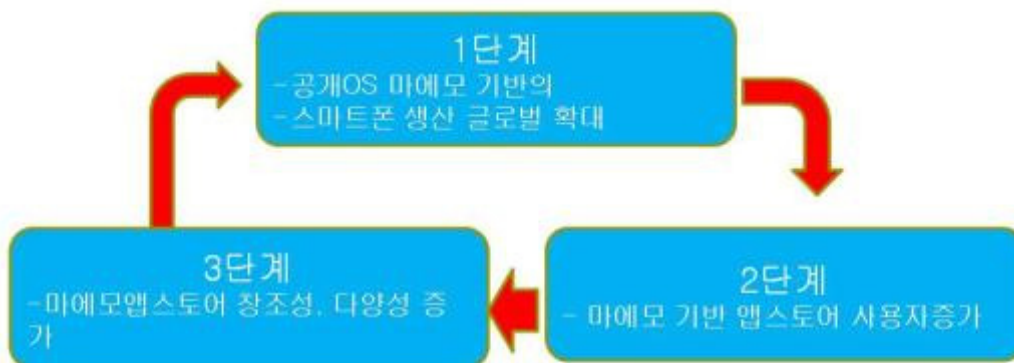 1단계
-공개OS 마에모 기반의
-스마트폰 생산 글로벌 확대
2단계
- 마에모 기반 앱스토어 사용자증가
3단계
-마에모앱스토어 창조성, 다양성 증
가